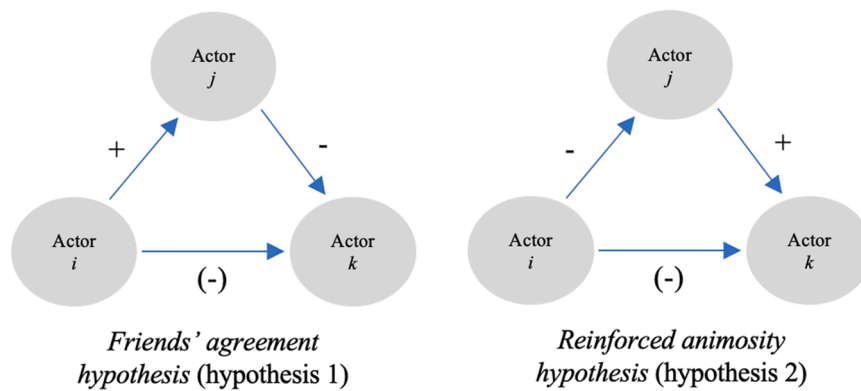 Actor
j
+
-
Actor
i
(-)
Actor
k
Friends' agreement
hypothesis (hypothesis 1)
Actor
j
-
+
Actor
i
(-)
Actor
k
Reinforced animosity
hypothesis (hypothesis 2)